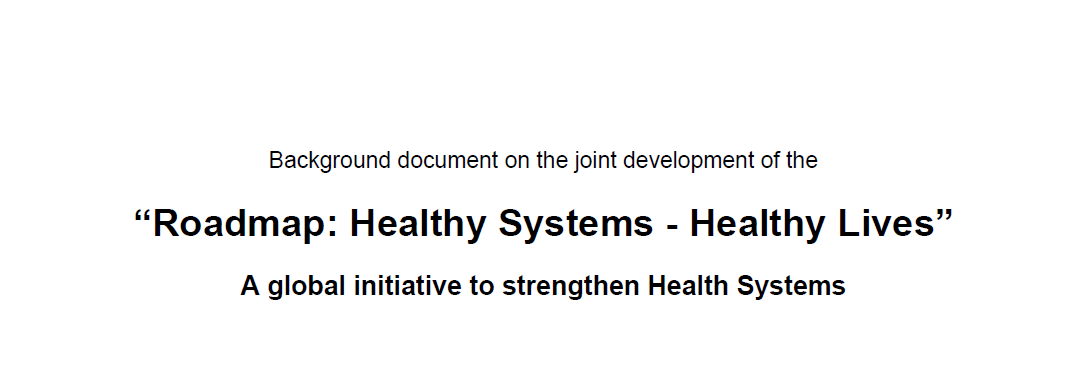 Background document on the joint development of the
“Roadmap: Healthy Systems - Healthy Lives”
A global initiative to strengthen Health Systems